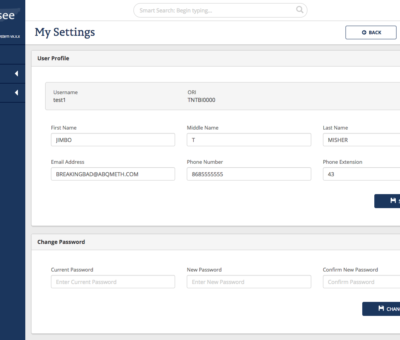 see
Smart Search: Begin typing...
My Settings
BACK
User Profile
Username
ORI
test1
TNTBI0000
First Name
Middle Name
Last Name
JIMBO
T
MISHER
Email Address
Phone Number
Phone Extension
BREAKINGBAD@ABQMETH.COM
8685555555
43
Change Password
Current Password
New Password
Confirm New Password
Enter Current Password
Enter New Password
Confirm Password
CHANG